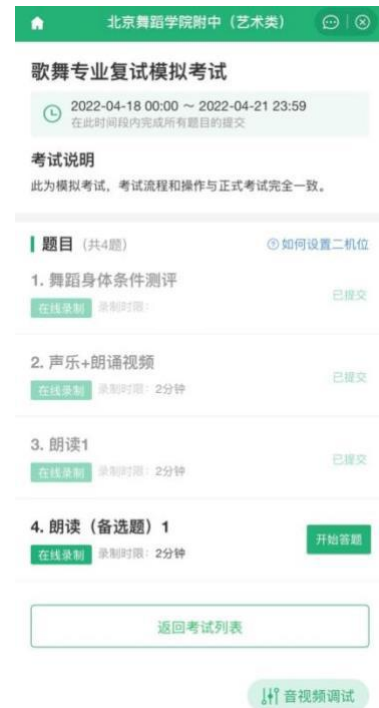 北京舞蹈学院附中（艺术类）
歌舞专业复试模拟考试
2022-04-18 00:00 ～ 2022-04-21 23:59
在此时间段内完成所有题目的提交
考试说明
此为模拟考试，考试流程和操作与正式考试完全一致。
题目（共4题） ?如何设置二机位
1. 舞蹈身体条件测评
已提交
在线录制 录制时限：
2. 声乐+朗诵视频
已提交
在线录制 录制时限：2分钟
3. 朗读1
已提交
在线录制 录制时限：2分钟
4. 朗读（备选题）1
开始答题
在线录制 录制时限：2分钟
返回考试列表
音视频调试